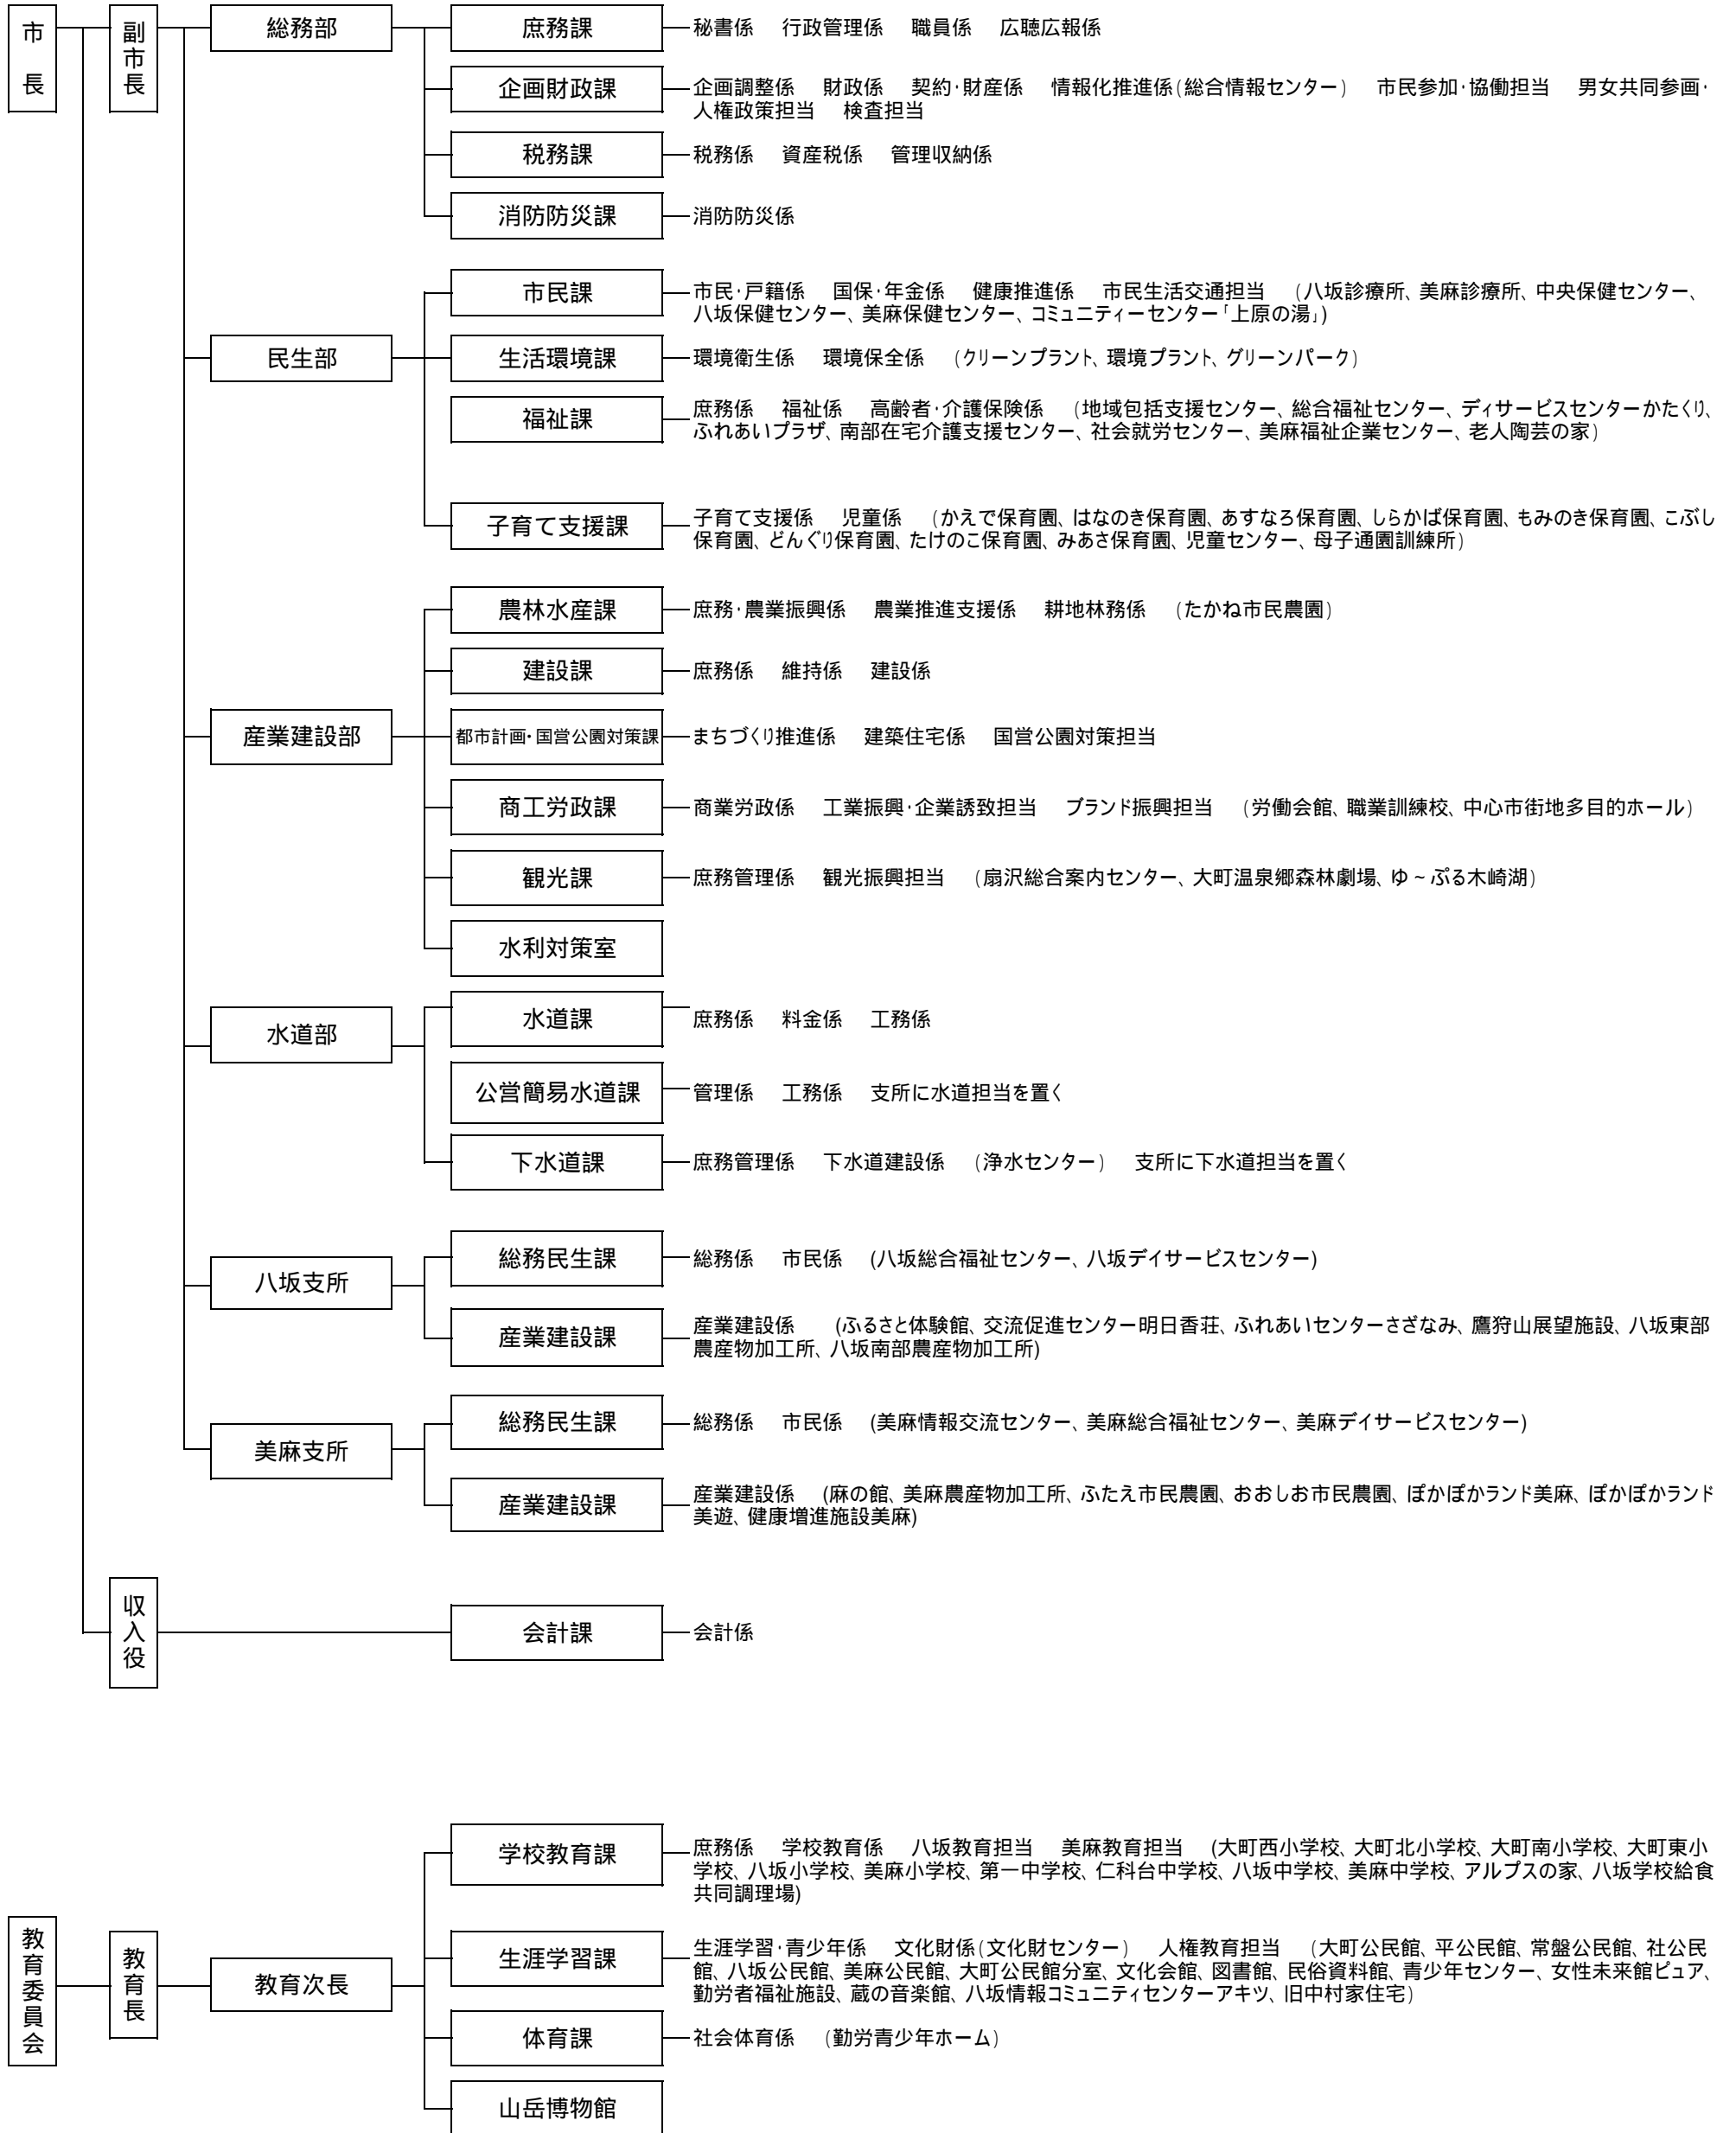 市長
副市長
総務部
庶務課
秘書係 行政管理係 職員係 広聴広報係
企画財政課
企画調整係 財政係 契約・財産係 情報化推進係(総合情報センター) 市民参加・協働担当 男女共同参画・
人権政策担当 検査担当
税務課
税務係 資産税係 管理収納係
消防防災課
消防防災係
民生部
市民課
市民・戸籍係 国保・年金係 健康推進係 市民生活交通担当 (八坂診療所、美麻診療所、中央保健センター、
八坂保健センター、美麻保健センター、コミュニティーセンター「上原の湯」)
生活環境課
環境衛生係 環境保全係 (クリーンプラント、環境プラント、グリーンパーク)
福祉課
庶務係 福祉係 高齢者・介護保険係 (地域包括支援センター、総合福祉センター、ディサービスセンターかたくり、
ふれあいプラザ、南部在宅介護支援センター、社会就労センター、美麻福祉企業センター、老人陶芸の家)
子育て支援課
子育て支援係 児童係 (かえで保育園、はなのき保育園、あすなろ保育園、しらかば保育園、もみのき保育園、こぶし
保育園、どんぐり保育園、たけのこ保育園、みあさ保育園、児童センター、母子通園訓練所)
産業建設部
農林水産課
庶務・農業振興係 農業推進支援係 耕地林務係 (たかね市民農園)
建設課
庶務係 維持係 建設係
都市計画・国営公園対策課
まちづくり推進係 建築住宅係 国営公園対策担当
商工労政課
商業労政係 工業振興・企業誘致担当 ブランド振興担当 (労働会館、職業訓練校、中心市街地多目的ホール)
観光課
庶務管理係 観光振興担当 (扇沢総合案内センター、大町温泉郷森林劇場、ゆ~ぷる木崎湖)
水利対策室
水道部
水道課
庶務係 料金係 工務係
公営簡易水道課
管理係 工務係 支所に水道担当を置く
下水道課
庶務管理係 下水道建設係 (浄水センター) 支所に下水道担当を置く
八坂支所
総務民生課
総務係 市民係 (八坂総合福祉センター、八坂デイサービスセンター)
産業建設課
産業建設係 (ふるさと体験館、交流促進センター明日香荘、ふれあいセンターさざなみ、鷹狩山展望施設、八坂東部
農産物加工所、八坂南部農産物加工所)
美麻支所
総務民生課
総務係 市民係 (美麻情報交流センター、美麻総合福祉センター、美麻デイサービスセンター)
産業建設課
産業建設係 (麻の館、美麻農産物加工所、ふたえ市民農園、おおしお市民農園、ぽかぽかランド美麻、ぽかぽかランド
美遊、健康増進施設美麻)
収入役
会計課
会計係
教育委員会
教育長
教育次長
学校教育課
庶務係 学校教育係 八坂教育担当 美麻教育担当 (大町西小学校、大町北小学校、大町南小学校、大町東小
学校、八坂小学校、美麻小学校、第一中学校、仁科台中学校、八坂中学校、美麻中学校、アルプスの家、八坂学校給食
共同調理場)
生涯学習課
生涯学習・青少年係 文化財係(文化財センター) 人権教育担当 (大町公民館、平公民館、常盤公民館、社公民
館、八坂公民館、美麻公民館、大町公民館分室、文化会館、図書館、民俗資料館、青少年センター、女性未来館ピュア、
勤労者福祉施設、蔵の音楽館、八坂情報コミュニティセンターアキツ、旧中村家住宅)
体育課
社会体育係 (勤労青少年ホーム)
山岳博物館